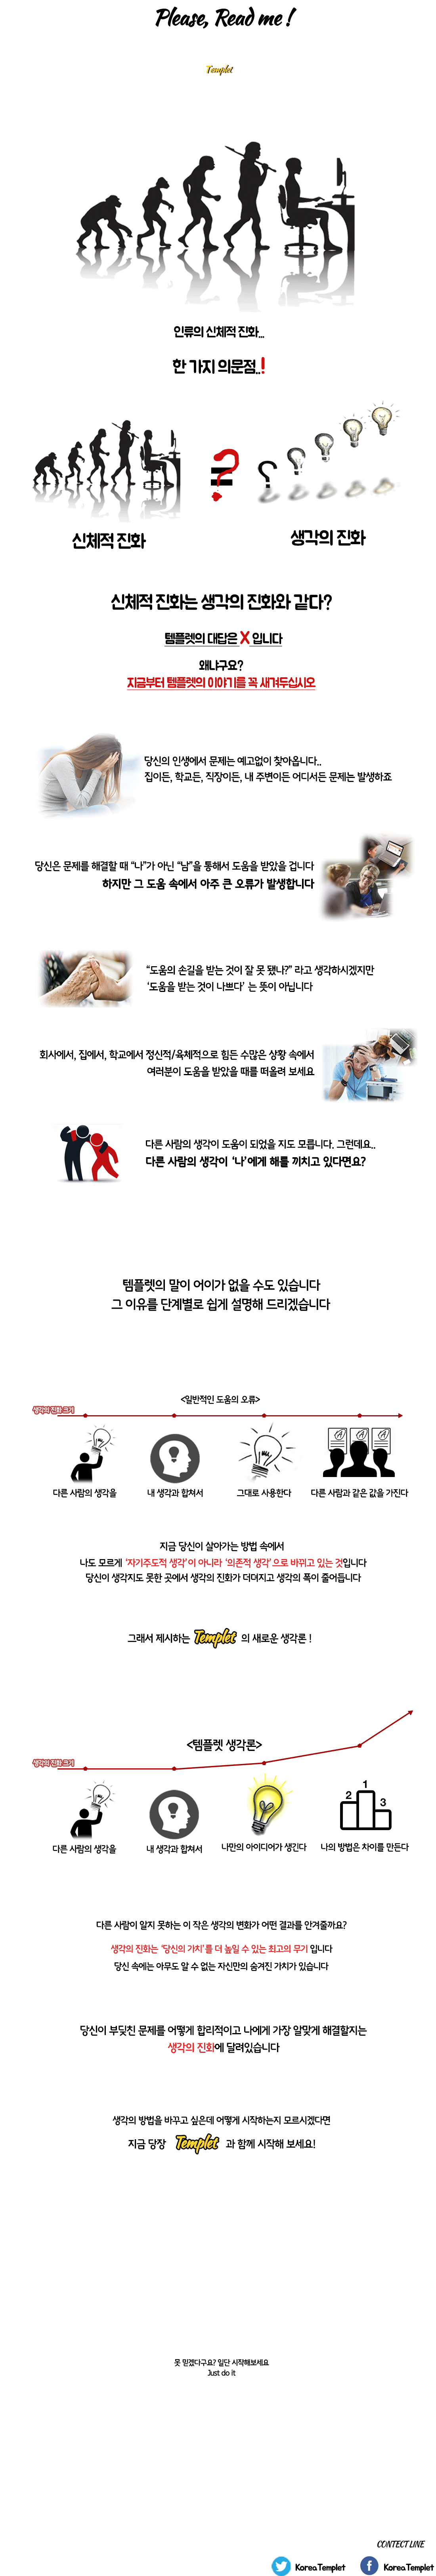 Please, Read me !
Templet
인류의 신체적 진화...
한 가지 의문점..!
신체적 진화
생각의 진화
신체적 진화는 생각의 진화와 같다?
템플렛의 대답은 X 입니다
왜냐구요?
지금부터 템플렛의 이야기를 꼭 새겨두십시오
당신의 인생에서 문제는 예고없이 찾아옵니다..
집이든, 학교든, 직장이든, 내 주변이든 어디서든 문제는 발생하죠
당신은 문제를 해결할 때 “나”가 아닌 “남”을 통해서 도움을 받았을 겁니다
하지만 그 도움 속에서 아주 큰 오류가 발생합니다
“도움의 손길을 받는 것이 잘 못 됐나?” 라고 생각하시겠지만
‘도움을 받는 것이 나쁘다’ 는 뜻이 아닙니다
회사에서, 집에서, 학교에서 정신적/육체적으로 힘든 수많은 상황 속에서
여러분이 도움을 받았을 때를 떠올려 보세요
다른 사람의 생각이 도움이 되었을 지도 모릅니다. 그런데요..
다른 사람의 생각이 ‘나’에게 해를 끼치고 있다면요?
템플렛의 말이 어이가 없을 수도 있습니다
그 이유를 단계별로 쉽게 설명해 드리겠습니다
<일반적인 도움의 오류>
생각의 진화 크기
다른 사람의 생각을
내 생각과 합쳐서
그대로 사용한다
다른 사람과 같은 값을 가진다
지금 당신이 살아가는 방법 속에서
나도 모르게 ‘자기주도적 생각’이 아니라 ‘의존적 생각’으로 바뀌고 있는 것입니다
당신이 생각지도 못한 곳에서 생각의 진화가 더뎌지고 생각의 폭이 줄어듭니다
그래서 제시하는 Templet 의 새로운 생각론 !
<템플렛 생각론>
생각의 진화 크기
1
2
3
다른 사람의 생각을
내 생각과 합쳐서
나만의 아이디어가 생긴다
나의 방법은 차이를 만든다
다른 사람이 알지 못하는 이 작은 생각의 변화가 어떤 결과를 안겨줄까요?
생각의 진화는 ‘당신의 가치’를 더 높일 수 있는 최고의 무기 입니다
당신 속에는 아무도 알 수 없는 자신만의 숨겨진 가치가 있습니다
당신이 부딪친 문제를 어떻게 합리적이고 나에게 가장 알맞게 해결할지는
생각의 진화에 달려있습니다
생각의 방법을 바꾸고 싶은데 어떻게 시작하는지 모르시겠다면
지금 당장 Templet 과 함께 시작해 보세요!
못 믿겠다구요? 일단 시작해보세요
Just do it
CONTECT LINE
KoreaTemplet
KoreaTemplet